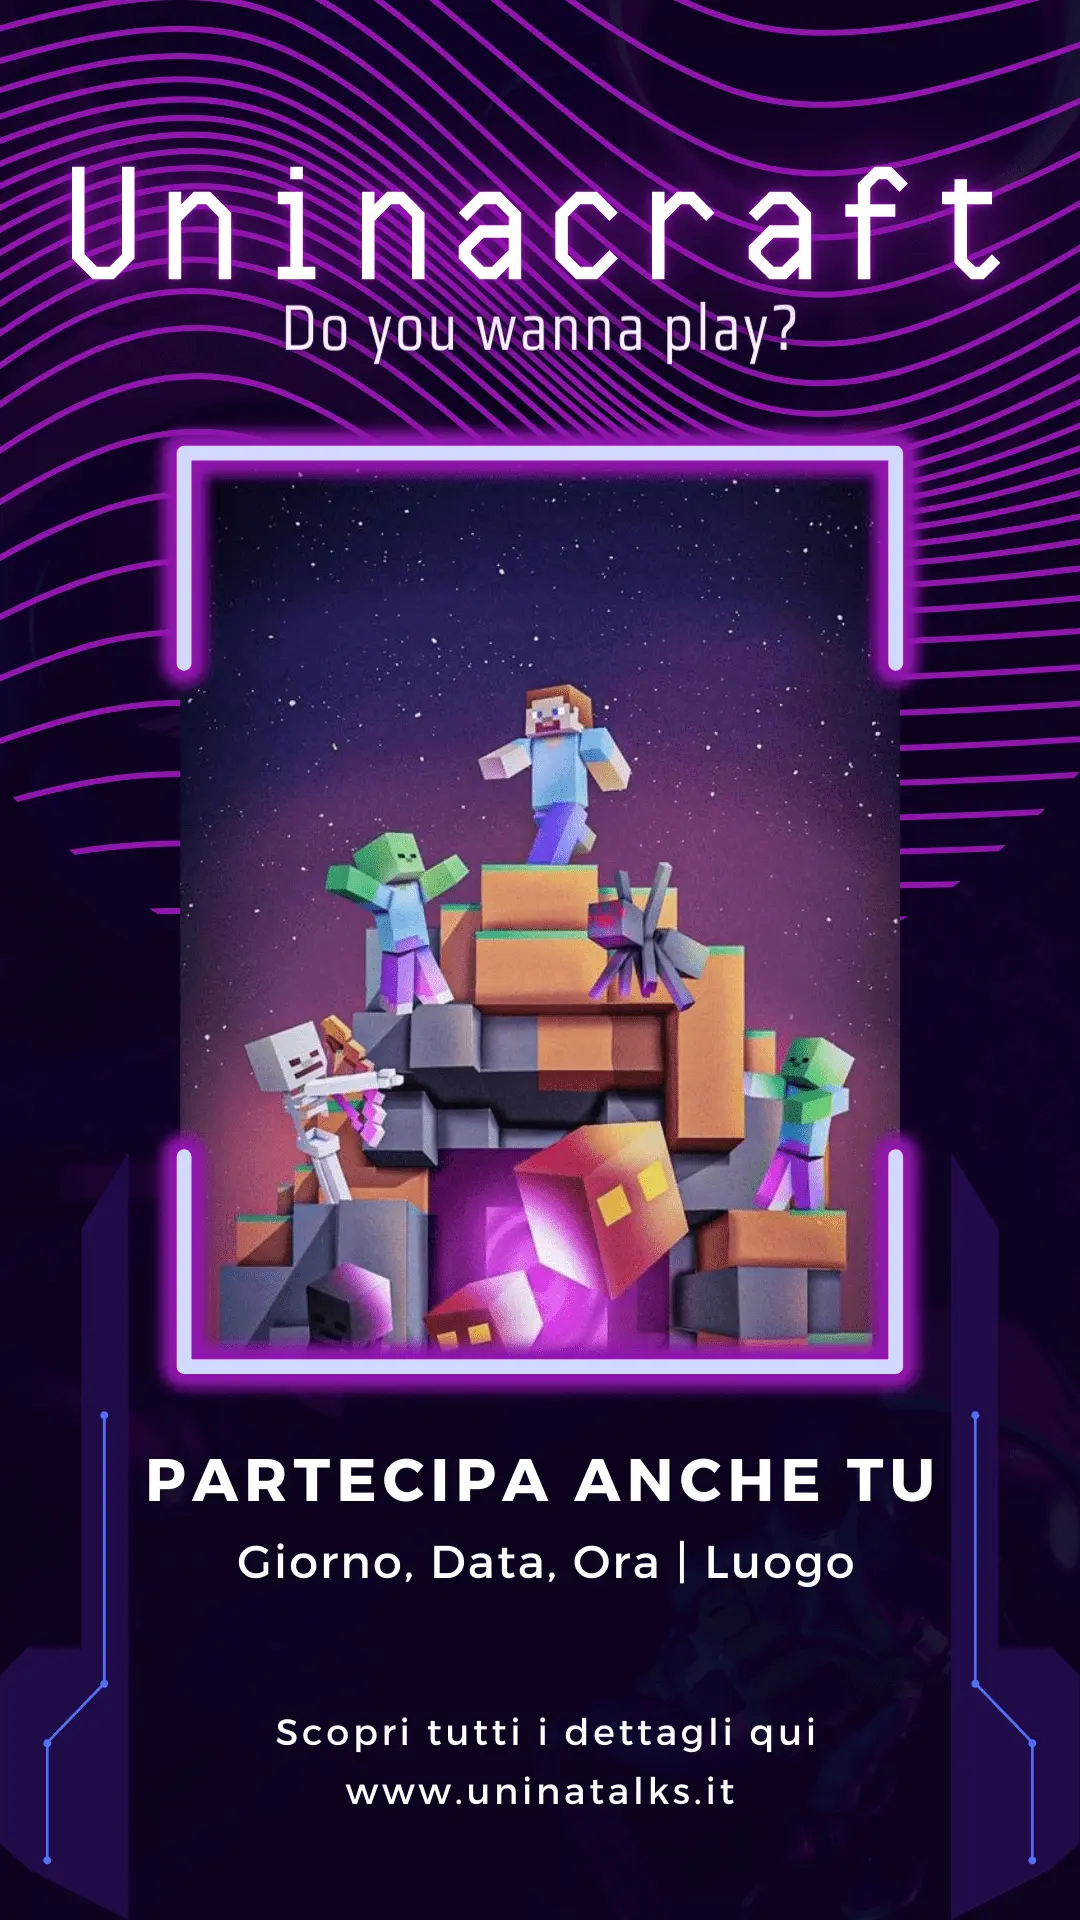 Uninacraft
Do you wanna play?
PARTECIPA ANCHE TU
Giorno, Data, Ora | Luogo
Scopri tutti i dettagli qui
www.uninatalks.it